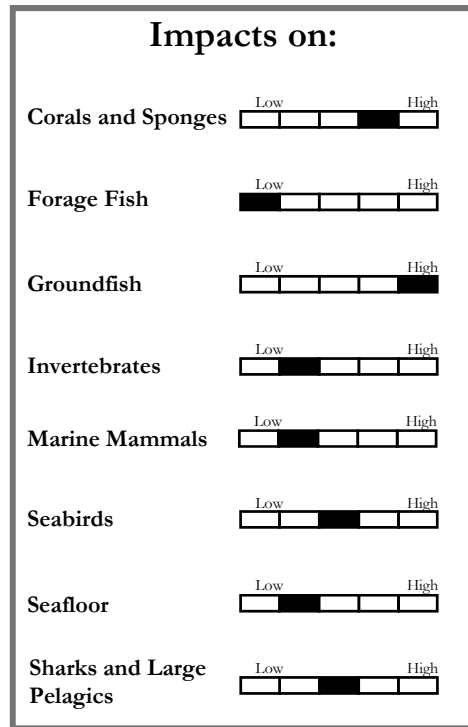 Impacts on:
Low High
Corals and Sponges
Low High
Forage Fish
Low High
Groundfish
Low High
Invertebrates
Low High
Marine Mammals
Low High
Seabirds
Low High
Seafloor
Low High
Sharks and Large
Pelagics